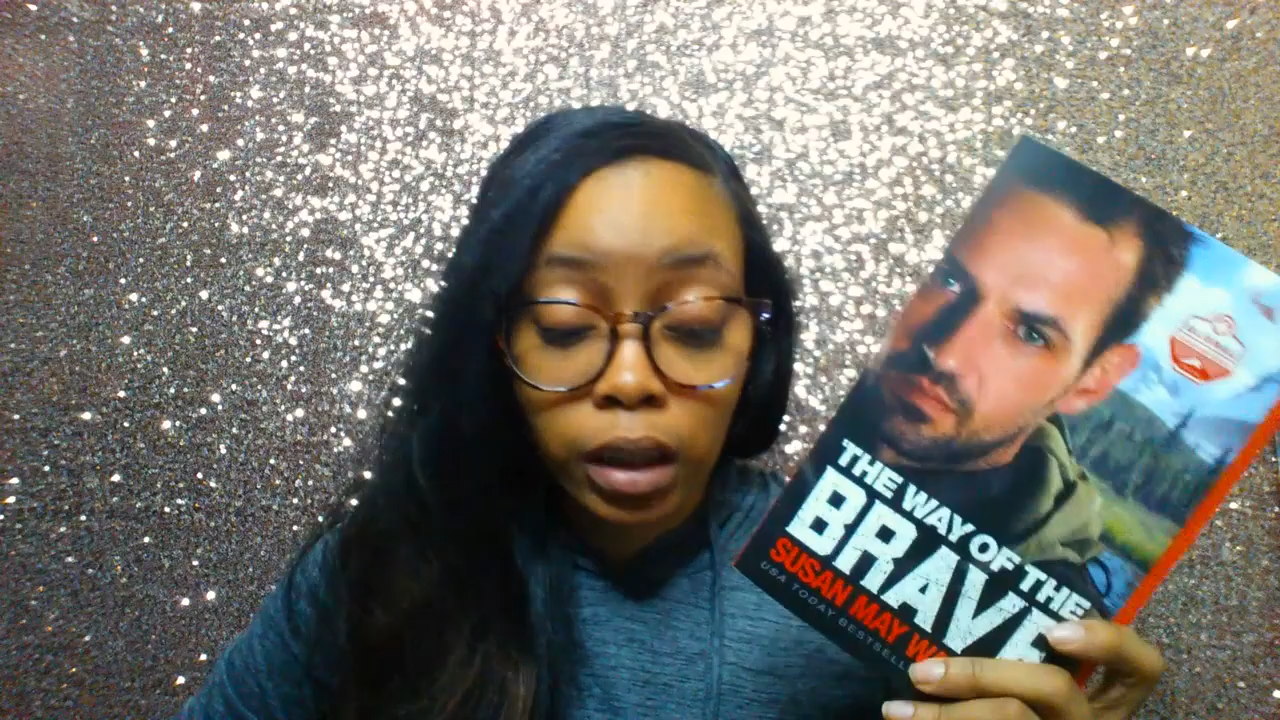 THE WAY OF THE
BRAVE
SUSAN MAY
USA TODAY BESTSELL